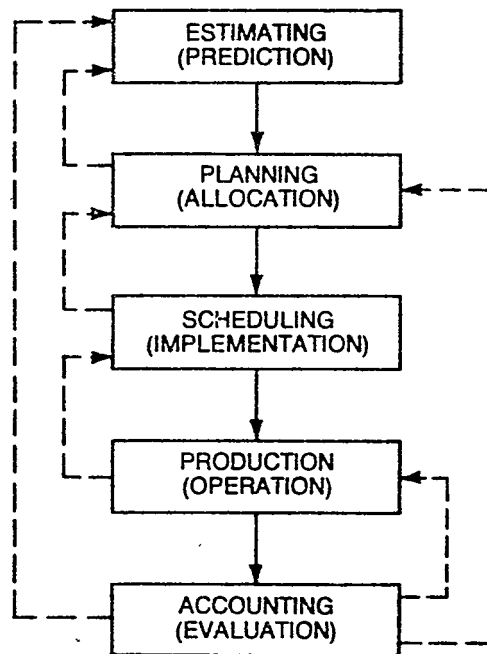 ESTIMATING
(PREDICTION)
PLANNING
(ALLOCATION)
SCHEDULING
(IMPLEMENTATION)
PRODUCTION
(OPERATION)
ACCOUNTING
(EVALUATION)